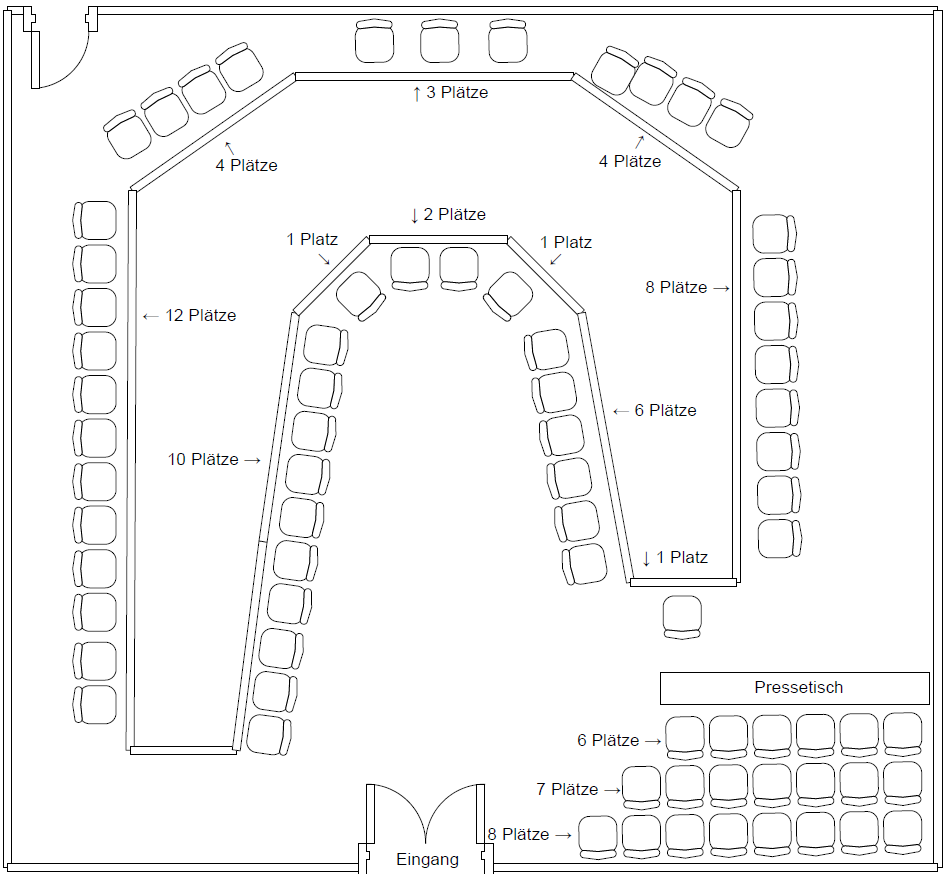 ↑ 3 Plätze
4 Plätze
4 Plätze
↓ 2 Plätze
1 Platz
1 Platz
8 Plätze →
← 12 Plätze
← 6 Plätze
10 Plätze →
↓ 1 Platz
Pressetisch
6 Plätze →
7 Plätze →
8 Plätze →
Eingang